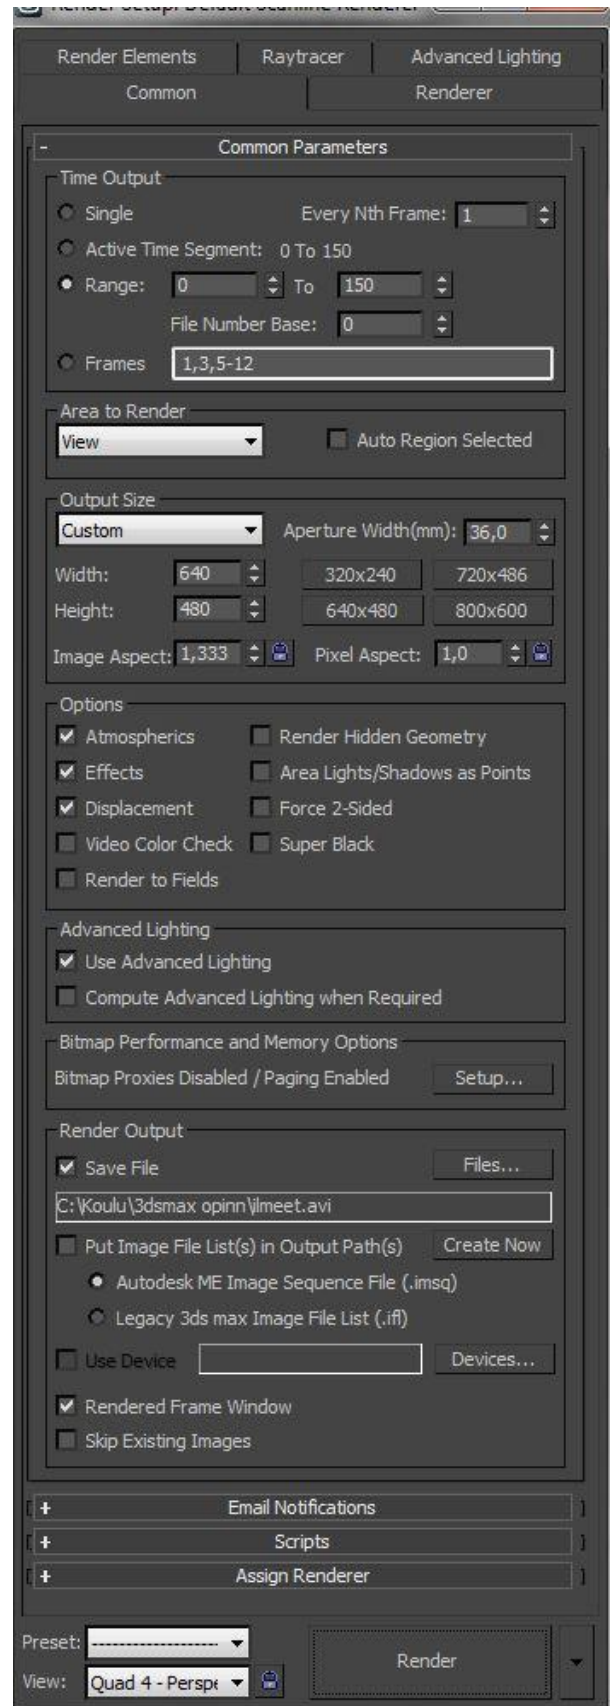 Render Setup: Default Scanline Renderer
Render Elements Raytracer Advanced Lighting
Common Renderer
- Common Parameters
Time Output
Single Every Nth Frame: 1
Active Time Segment: 0 To 150
Range: 0 To 150
File Number Base: 0
Frames 1,3,5-12
Area to Render
View Auto Region Selected
Output Size
Custom Aperture Width(mm): 36,0
Width: 640 320x240 720x486
Height: 480 640x480 800x600
Image Aspect: 1,333 Pixel Aspect: 1,0
Options
Atmospherics Render Hidden Geometry
Effects Area Lights/Shadows as Points
Displacement Force 2-Sided
Video Color Check Super Black
Render to Fields
Advanced Lighting
Use Advanced Lighting
Compute Advanced Lighting when Required
Bitmap Performance and Memory Options
Bitmap Proxies Disabled / Paging Enabled Setup...
Render Output
Save File Files...
C:\Koulu\3dsmax opinn\ilmeet.avi
Put Image File List(s) in Output Path(s) Create Now
Autodesk ME Image Sequence File (.imsq)
Legacy 3ds max Image File List (.ifl)
Use Device Devices...
Rendered Frame Window
Skip Existing Images
+ Email Notifications
+ Scripts
+ Assign Renderer
Preset: -------------------- Render
View: Quad 4 - Perspe